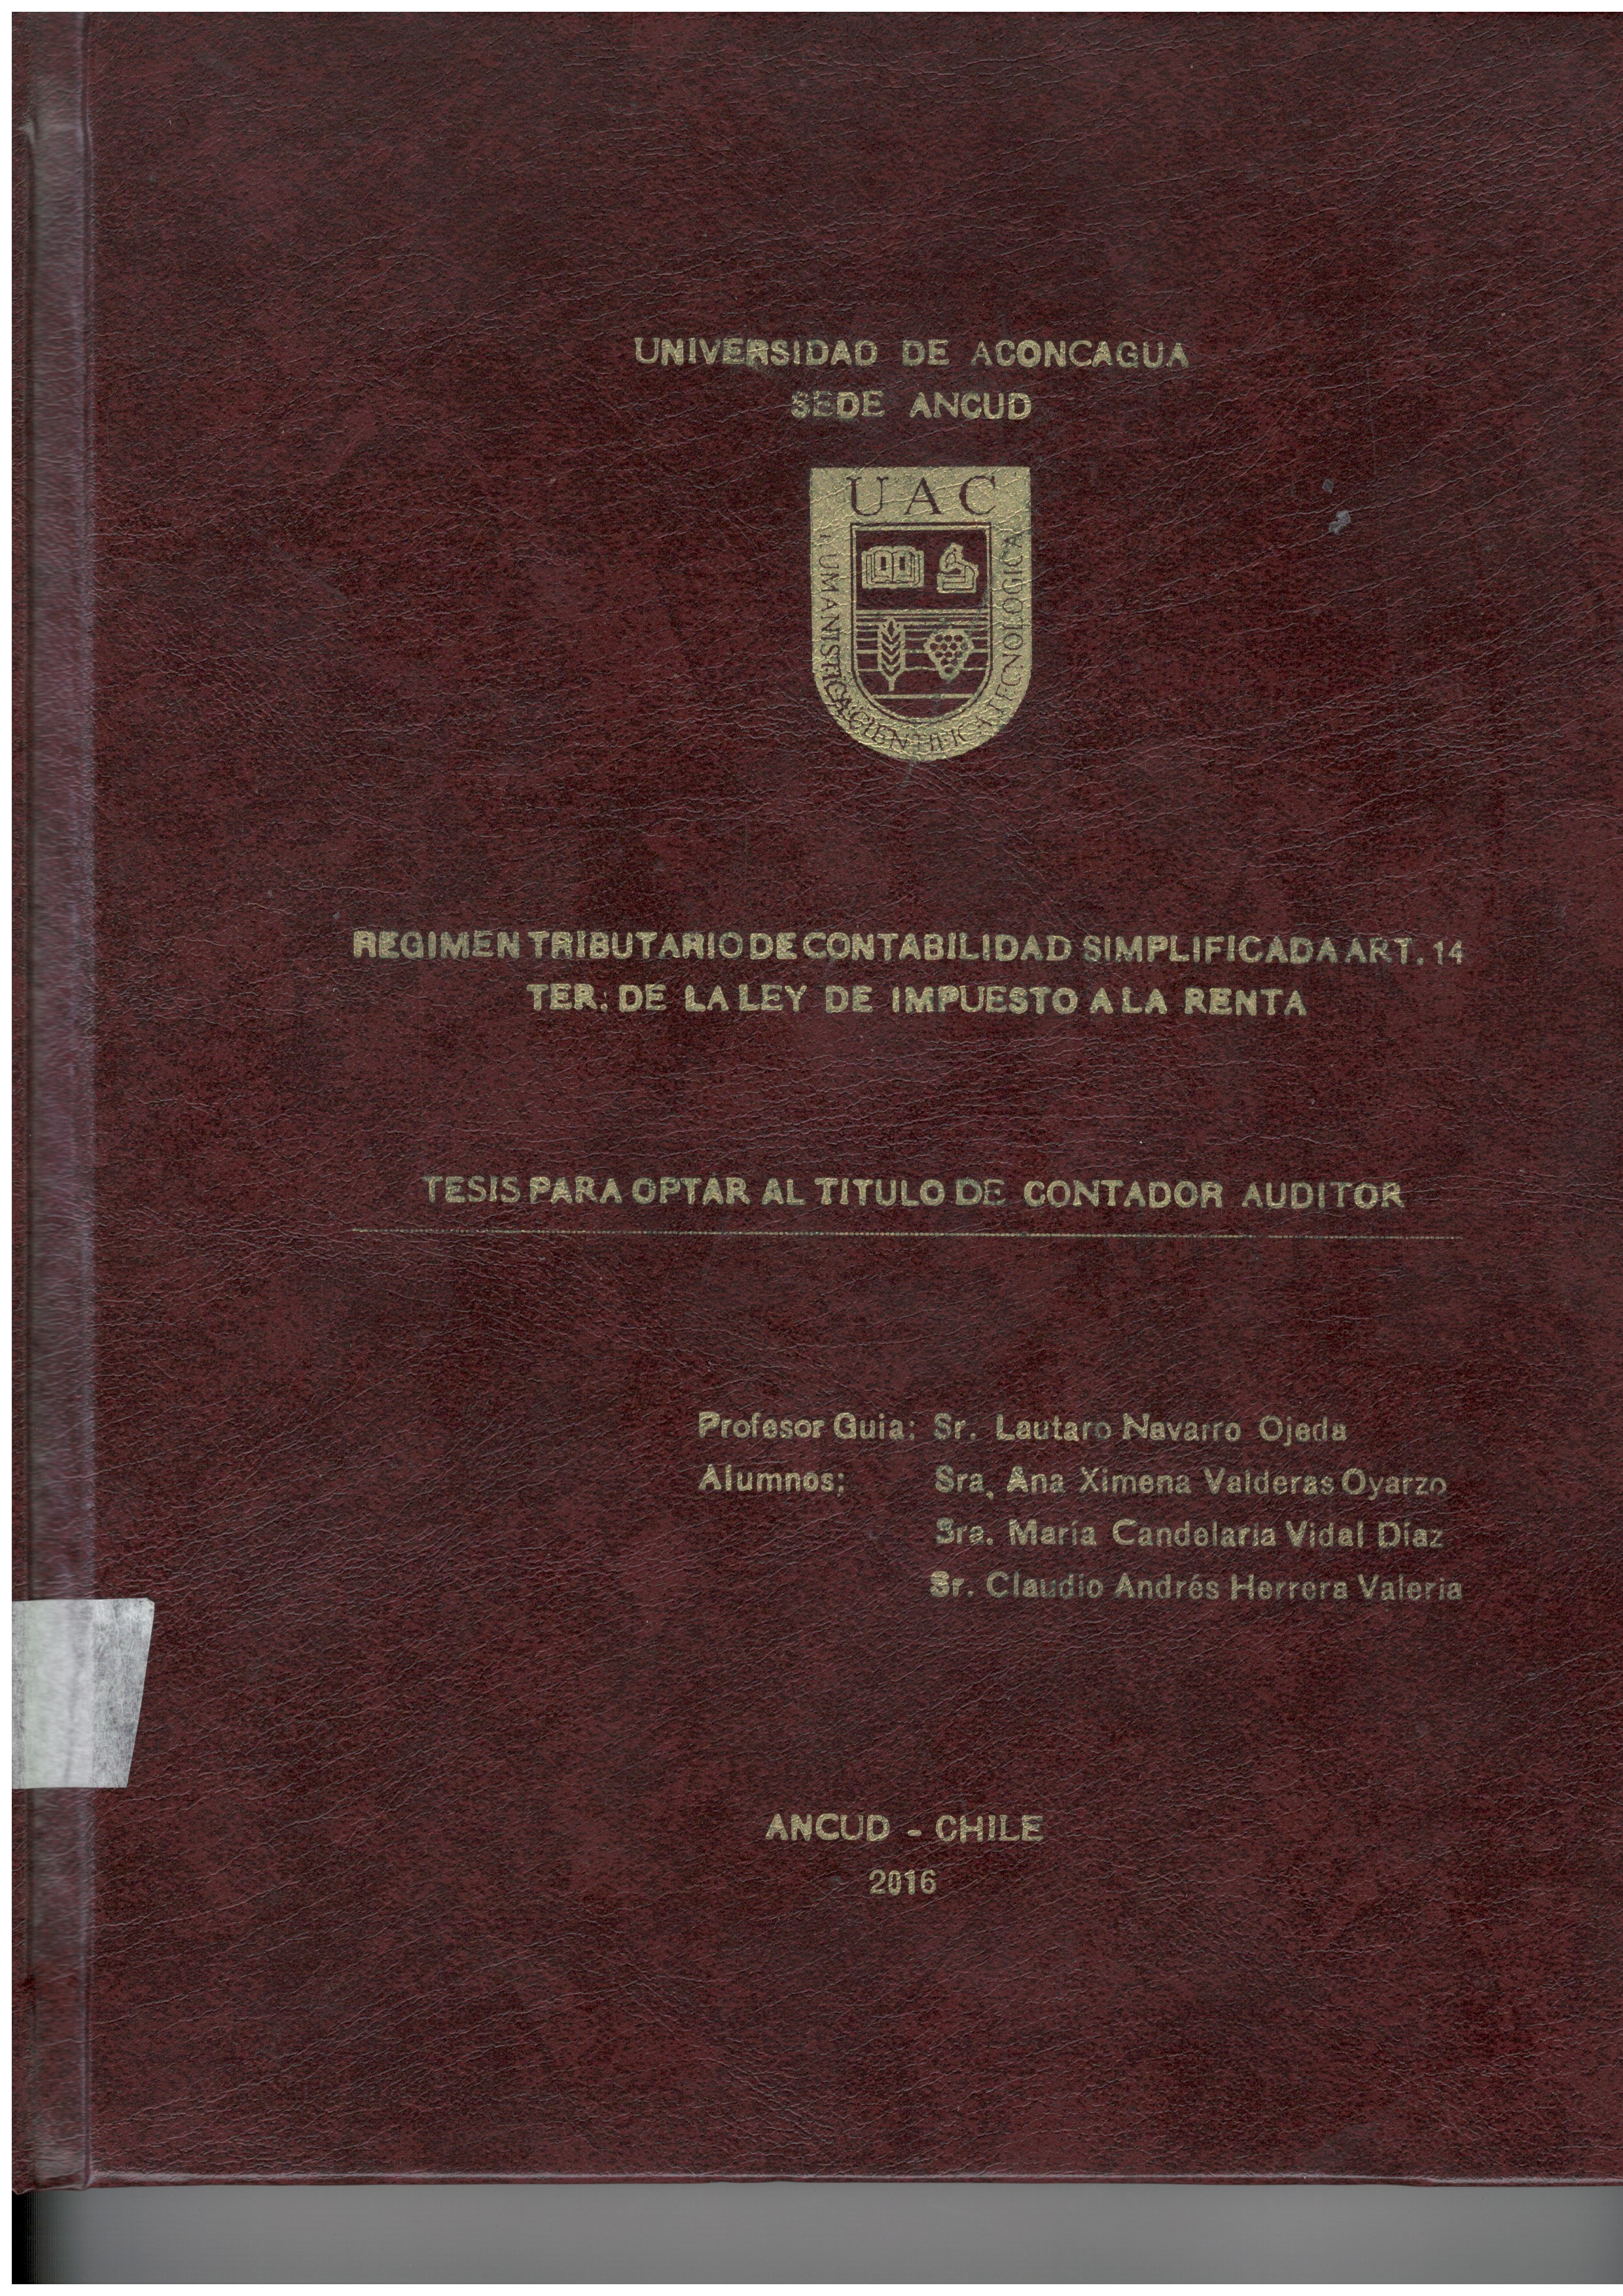 UNIVERSIDAD DE ACONCAGUA
SEDE ANCUD
UAC
UMANISTICA CIENTIFICA TECNOLOGICA
REGIMEN TRIBUTARIO DE CONTABILIDAD SIMPLIFICADA ART. 14
TER: DE LA LEY DE IMPUESTO A LA RENTA
TESIS PARA OPTAR AL TITULO DE CONTADOR AUDITOR
Profesor Guia: Sr. Lautaro Navarro Ojeda
Alumnos: Sra. Ana Ximena Valderas Oyarzo
Sra. María Candelaria Vidal Díaz
Sr. Claudio Andrés Herrera Valeria
ANCUD - CHILE
2016